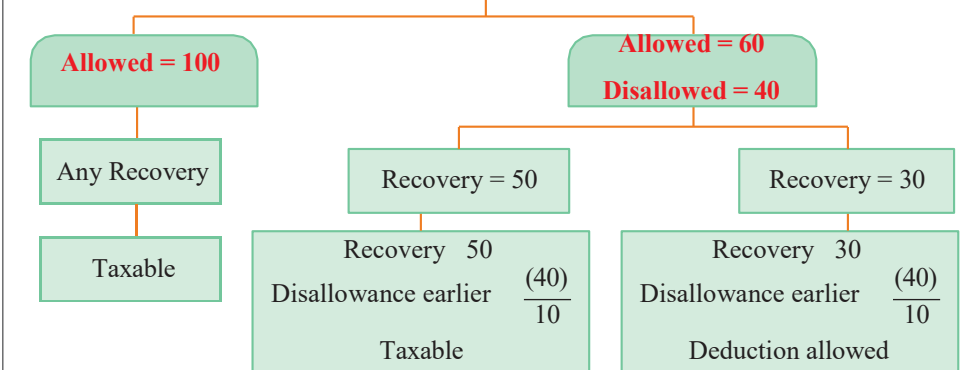 Allowed = 100
Allowed = 60
Disallowed = 40
Any Recovery
Taxable
Recovery = 50
Recovery 50
Disallowance earlier (40)
10
Taxable
Recovery = 30
Recovery 30
Disallowance earlier (40)
10
Deduction allowed